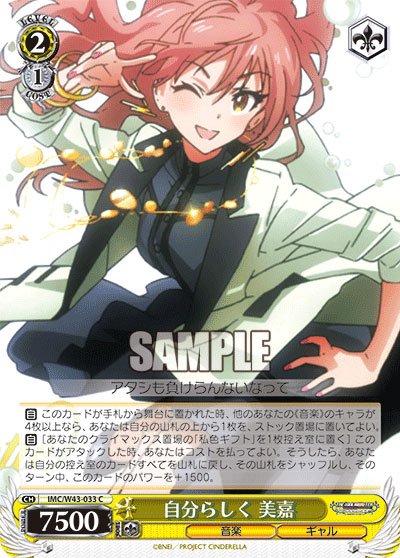 LEVEL
2
1
COST
SAMPLE
アタシも負けらんないなって
自 このカードが手札から舞台に置かれた時、他のあなたの《音楽》のキャラが
4枚以上なら、あなたは自分の山札の上から1枚を、ストック置場に置いてよい。
自 [あなたのクライマックス置場の「私色ギフト」を1枚控え室に置く] この
カードがアタックした時、あなたはコストを払ってよい。そうしたら、あなた
は自分の控え室のカードすべてを山札に戻し、その山札をシャッフルし、その
ターン中、このカードのパワーを+1500。
CH IMC/W43-033 C
7500
自分らしく 美嘉
音楽 ギャル
©BNEI/PROJECT CINDERELLA